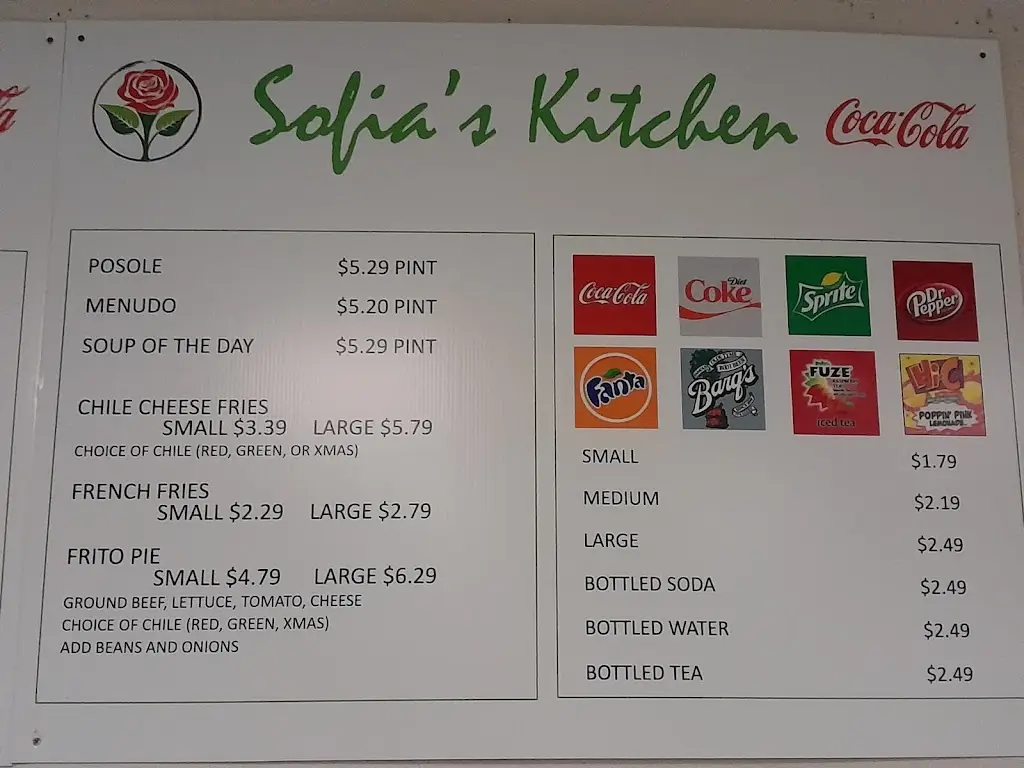 Sofia's Kitchen
Coca-Cola
POSOLE $5.29 PINT
MENUDO $5.20 PINT
SOUP OF THE DAY $5.29 PINT
CHILE CHEESE FRIES
SMALL $3.39 LARGE $5.79
CHOICE OF CHILE (RED, GREEN, OR XMAS)
FRENCH FRIES
SMALL $2.29 LARGE $2.79
FRITO PIE
SMALL $4.79 LARGE $6.29
GROUND BEEF, LETTUCE, TOMATO, CHEESE
CHOICE OF CHILE (RED, GREEN, XMAS)
ADD BEANS AND ONIONS
Coca-Cola
Diet
Coke
Sprite
Dr
Pepper
Fanta
Barq's
FUZE
iced tea
Hi-C
POPPIN' PINK
LEMONADE
SMALL $1.79
MEDIUM $2.19
LARGE $2.49
BOTTLED SODA $2.49
BOTTLED WATER $2.49
BOTTLED TEA $2.49